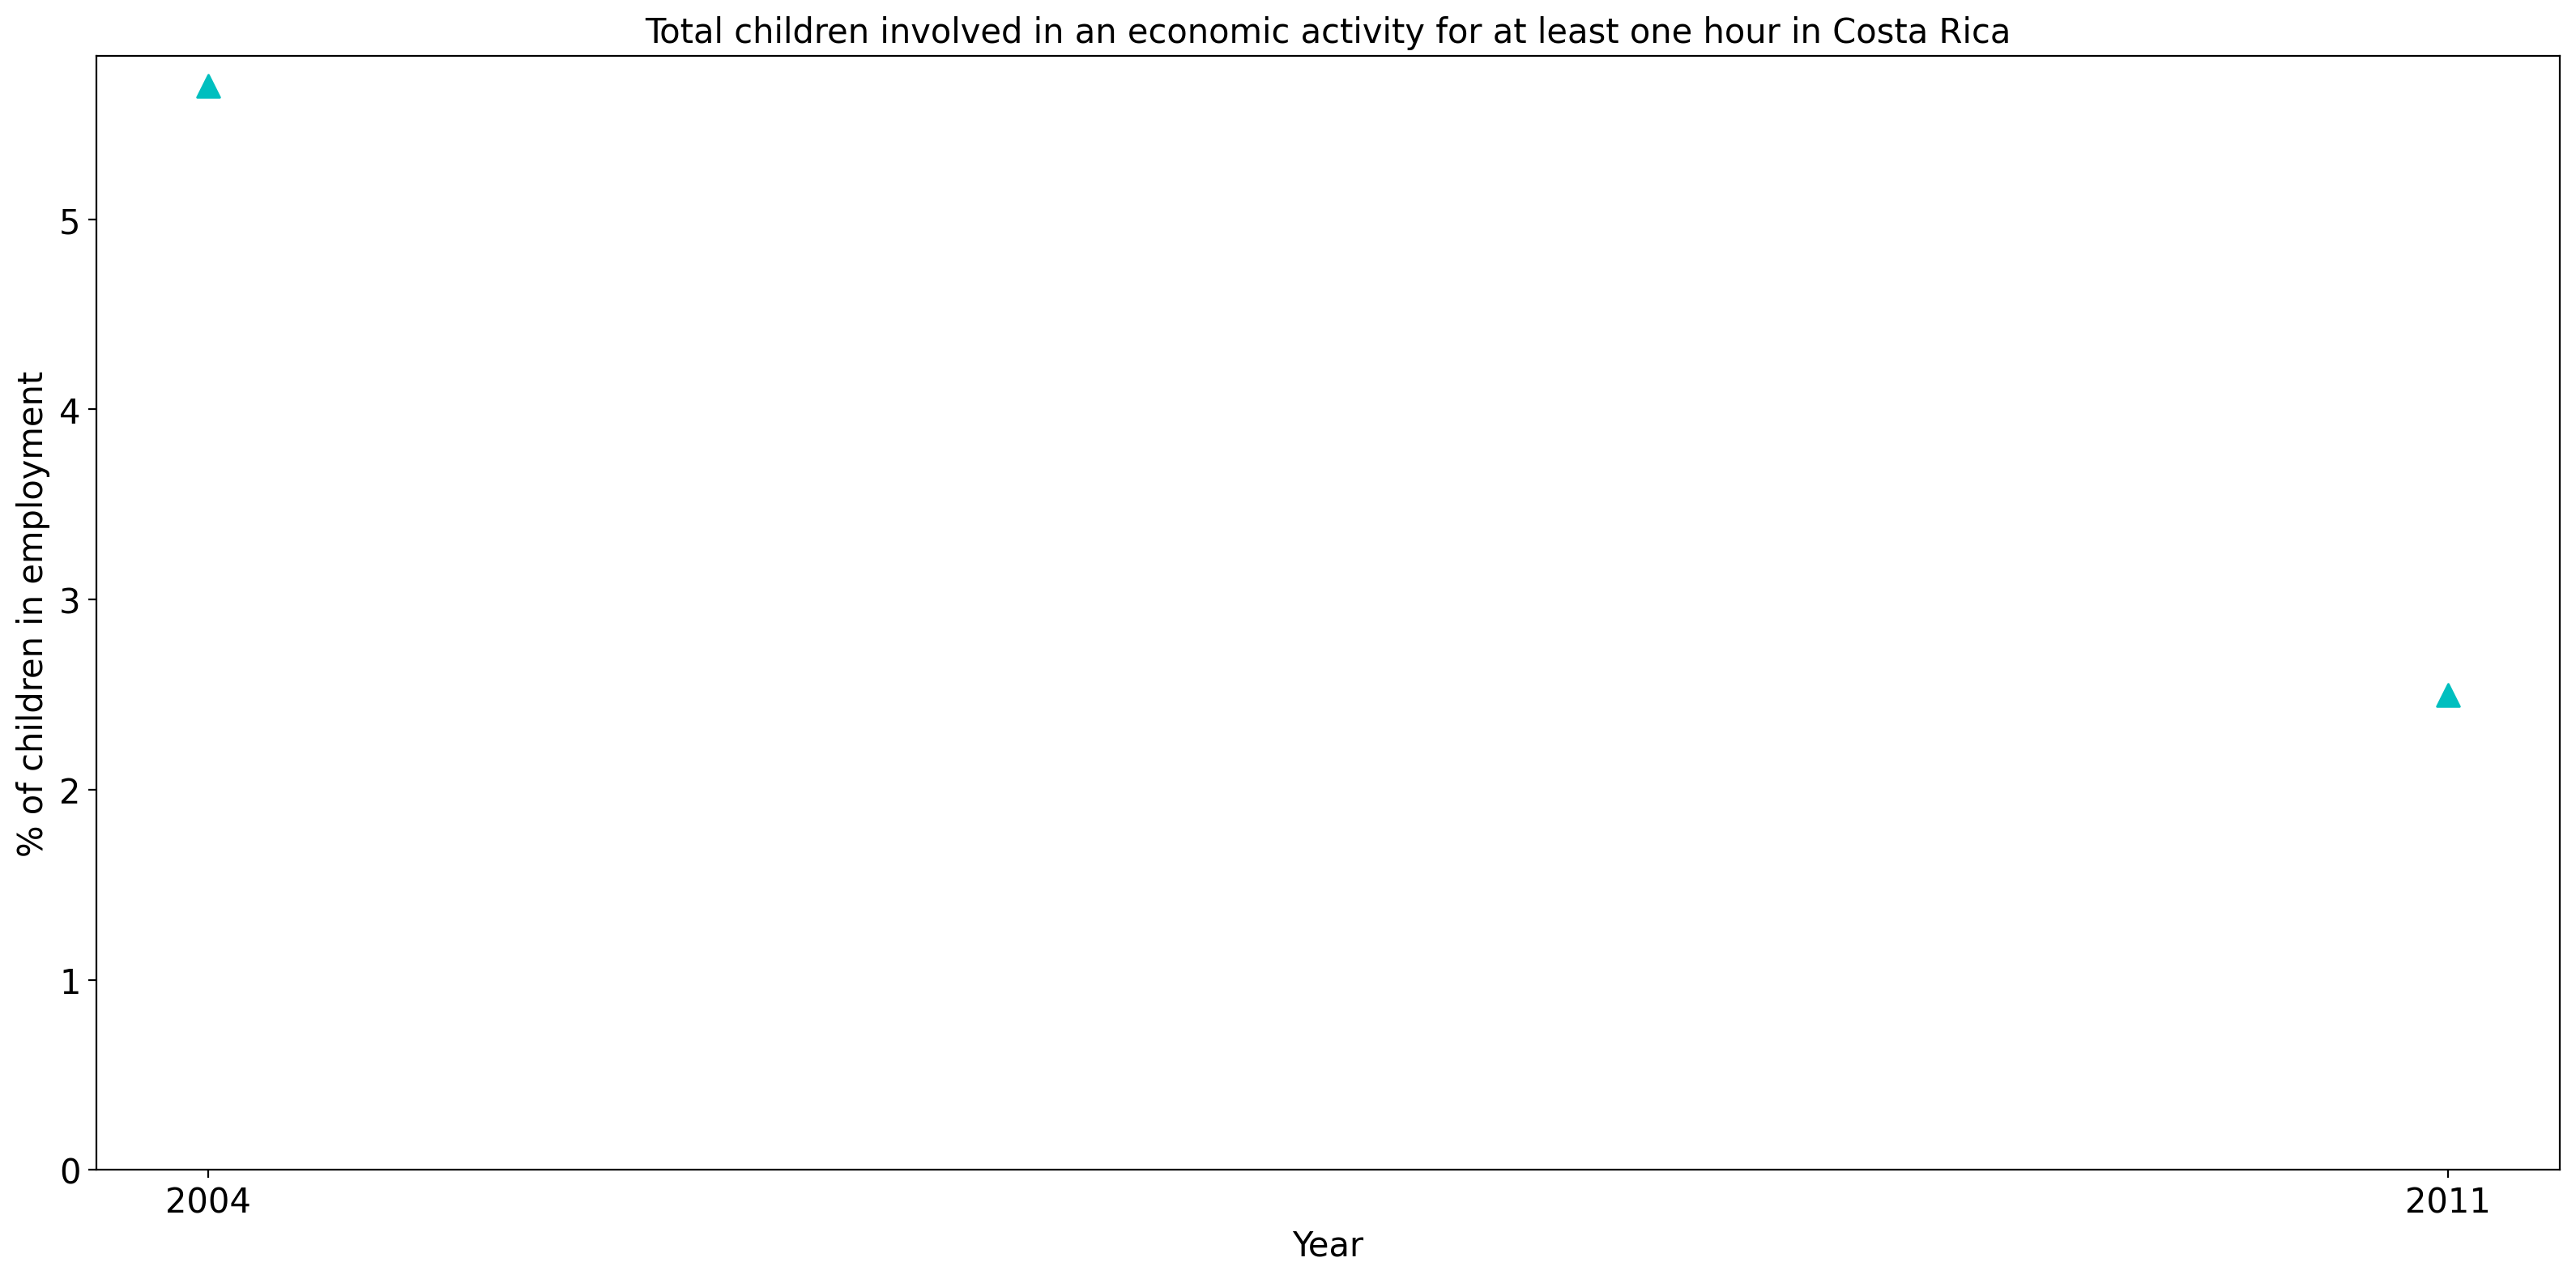 Total children involved in an economic activity for at least one hour in Costa Rica
% of children in employment
5
4
3
2
1
0
2004
2011
Year